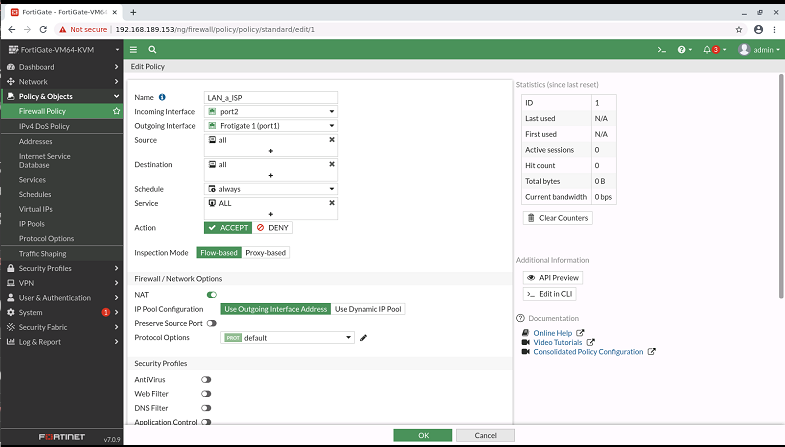 FortiGate - FortiGate-VM64-
Not secure | 192.168.189.153/ng/firewall/policy/policy/standard/edit/1
FortiGate-VM64-KVM
3
admin
Dashboard
Network
Policy & Objects
Firewall Policy
IPv4 DoS Policy
Addresses
Internet Service
Database
Services
Schedules
Virtual IPs
IP Pools
Protocol Options
Traffic Shaping
Security Profiles
VPN
User & Authentication
System 1
Security Fabric
Log & Report
FORTINET v7.0.9
Edit Policy
Name LAN_a_ISP
Incoming Interface port2
Outgoing Interface Frotigate 1 (port1)
Source all
+
Destination all
+
Schedule always
Service ALL
+
Action ACCEPT DENY
Inspection Mode Flow-based Proxy-based
Firewall / Network Options
NAT
IP Pool Configuration Use Outgoing Interface Address Use Dynamic IP Pool
Preserve Source Port
Protocol Options PROT default
Security Profiles
AntiVirus
Web Filter
DNS Filter
Application Control
OK Cancel
Statistics (since last reset)
ID 1
Last used N/A
First used N/A
Active sessions 0
Hit count 0
Total bytes 0 B
Current bandwidth 0 bps
Clear Counters
Additional Information
API Preview
>_ Edit in CLI
Documentation
Online Help
Video Tutorials
Consolidated Policy Configuration